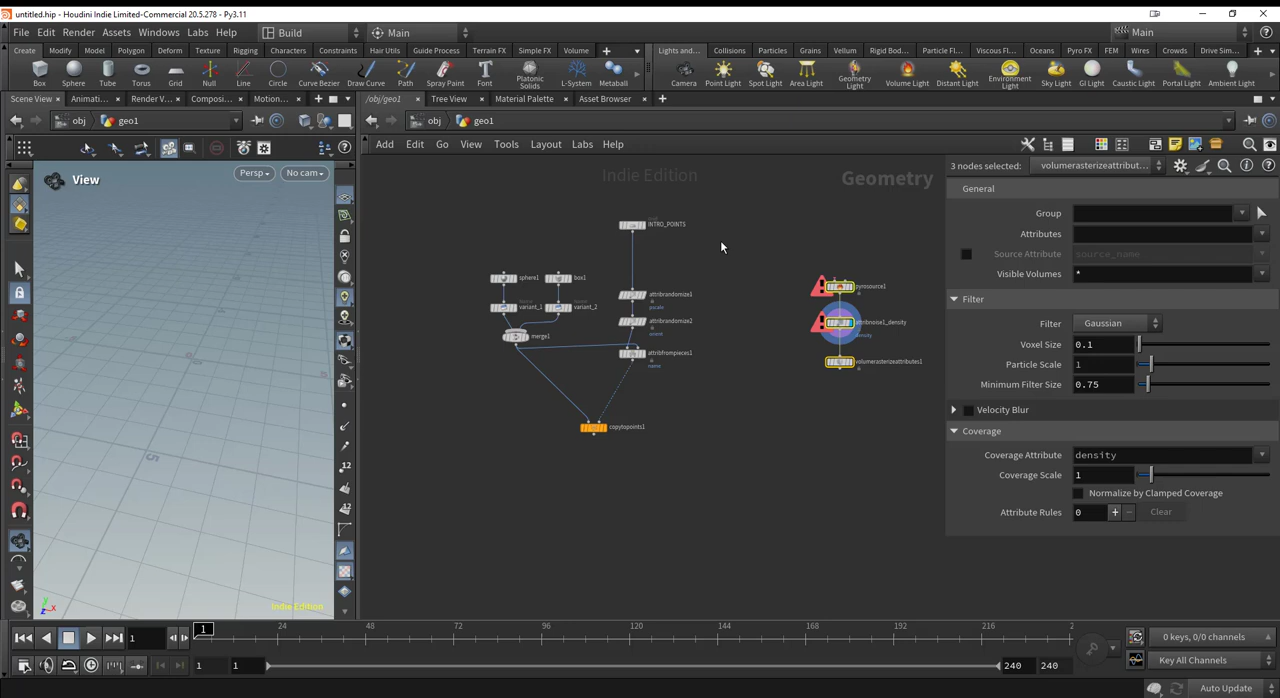 untitled.hip - Houdini Indie Limited-Commercial 20.5.278 - Py3.11
File Edit Render Assets Windows Labs Help Build Main Main
Create Modify Model Polygon Deform Texture Rigging Characters Constraints Hair Utils Guide Process Terrain FX Simple FX Volume
Lights and... Collisions Particles Grains Vellum Rigid Bod... Particle Fl... Viscous Fl... Oceans Pyro FX FEM Wires Crowds Drive Sim...
Box Sphere Tube Torus Grid Null Line Circle Curve Bezier Draw Curve Path Spray Paint Font Platonic Solids L-System Metaball
Camera Point Light Spot Light Area Light Geometry Light Volume Light Distant Light Environment Light Sky Light GI Light Caustic Light Portal Light Ambient Light
Scene View Animati... Render V... Composi... Motion...
/obj/geo1 Tree View Material Palette Asset Browser
obj geo1
obj geo1
Add Edit Go View Tools Layout Labs Help
View
Persp No cam
Indie Edition
Geometry
3 nodes selected: volumerasterizeattribut...
General
Group
Attributes
Source Attribute source_name
Visible Volumes *
Filter
Filter Gaussian
Voxel Size 0.1
Particle Scale 1
Minimum Filter Size 0.75
Velocity Blur
Coverage
Coverage Attribute density
Coverage Scale 1
Normalize by Clamped Coverage
Attribute Rules 0 + − Clear
INTRO_POINTS
sphere1 box1
variant_1 variant_2
merge1
attribrandomize1
pscale
attribrandomize2
orient
attribfrompieces1
name
copytopoints1
pyrosource1
attribnoise1_density
density
volumerasterizeattributes1
5
12
12
Indie Edition
1 1 24 48 72 96 120 144 168 192 216 2
0 keys, 0/0 channels
1 1 240 240
Key All Channels
Auto Update